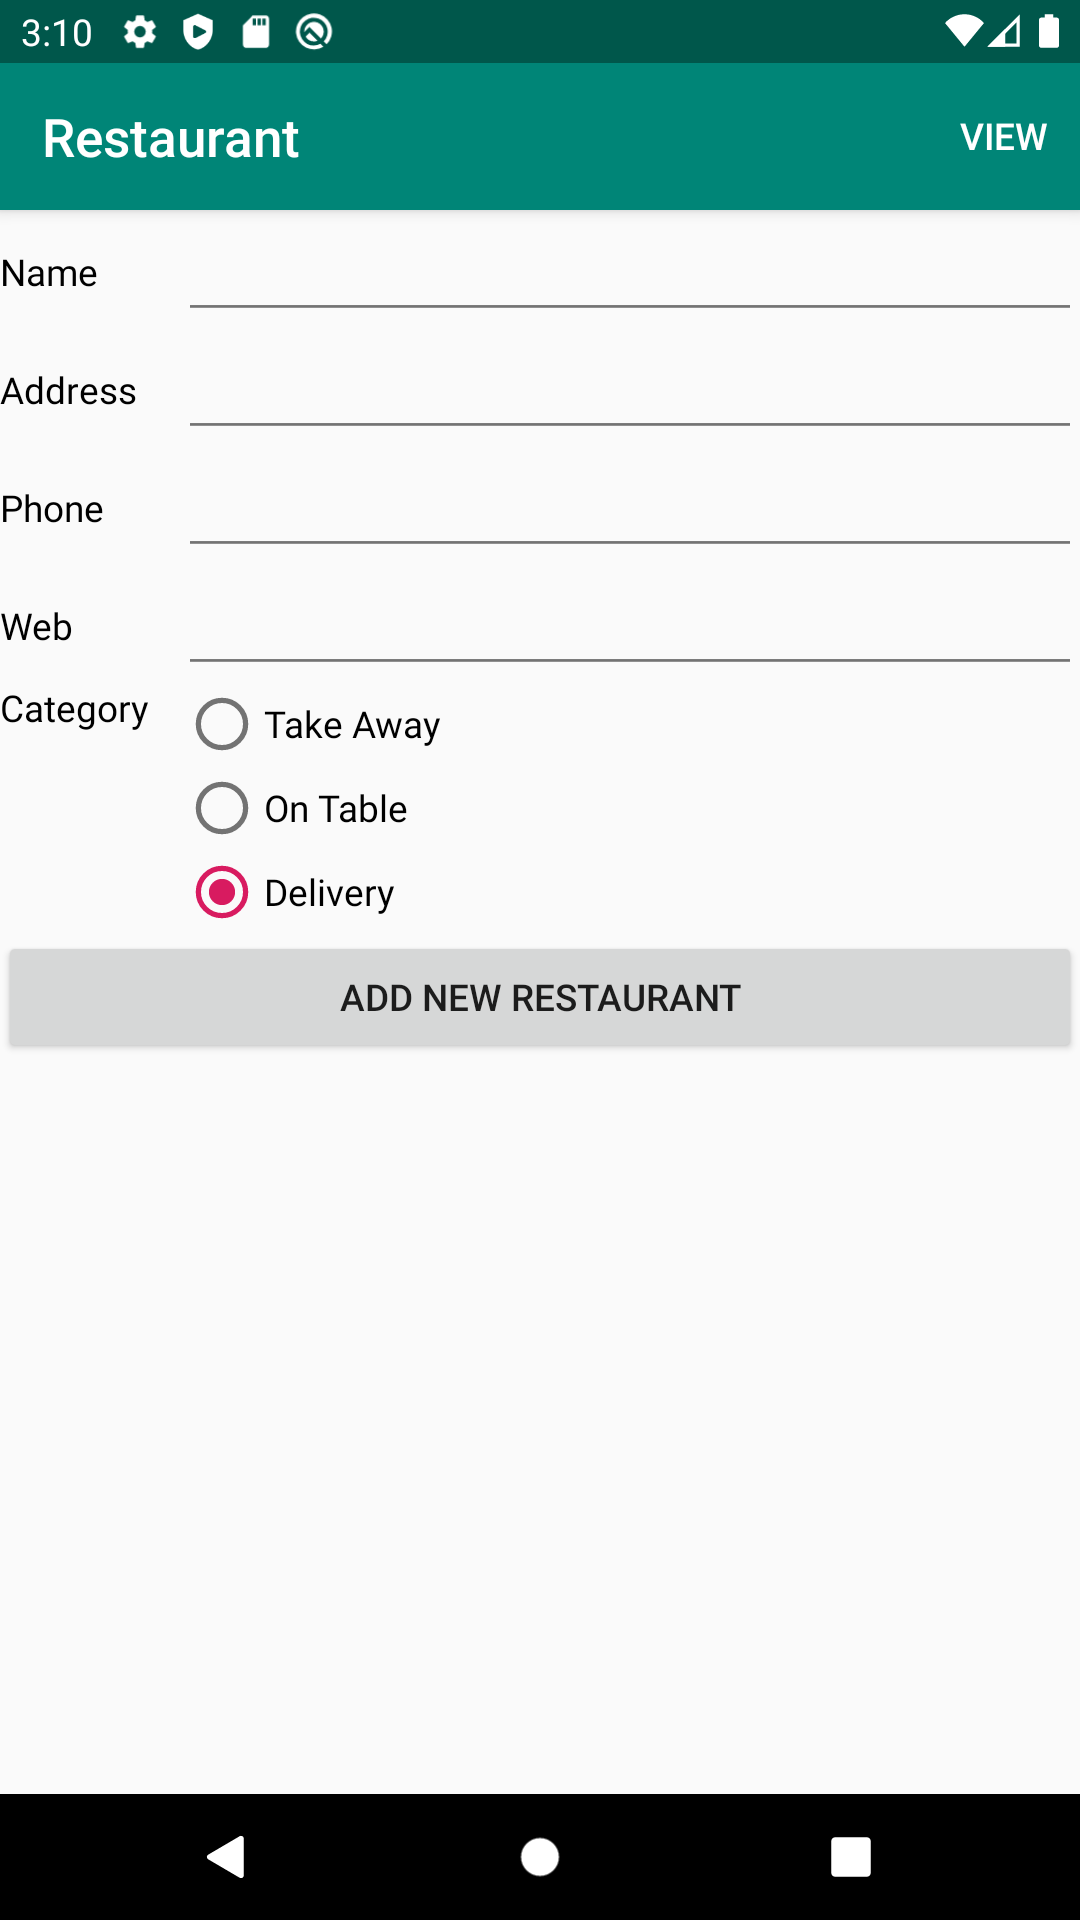 3:10
Restaurant VIEW
Name
Address
Phone
Web
Category
Take Away
On Table
Delivery
ADD NEW RESTAURANT